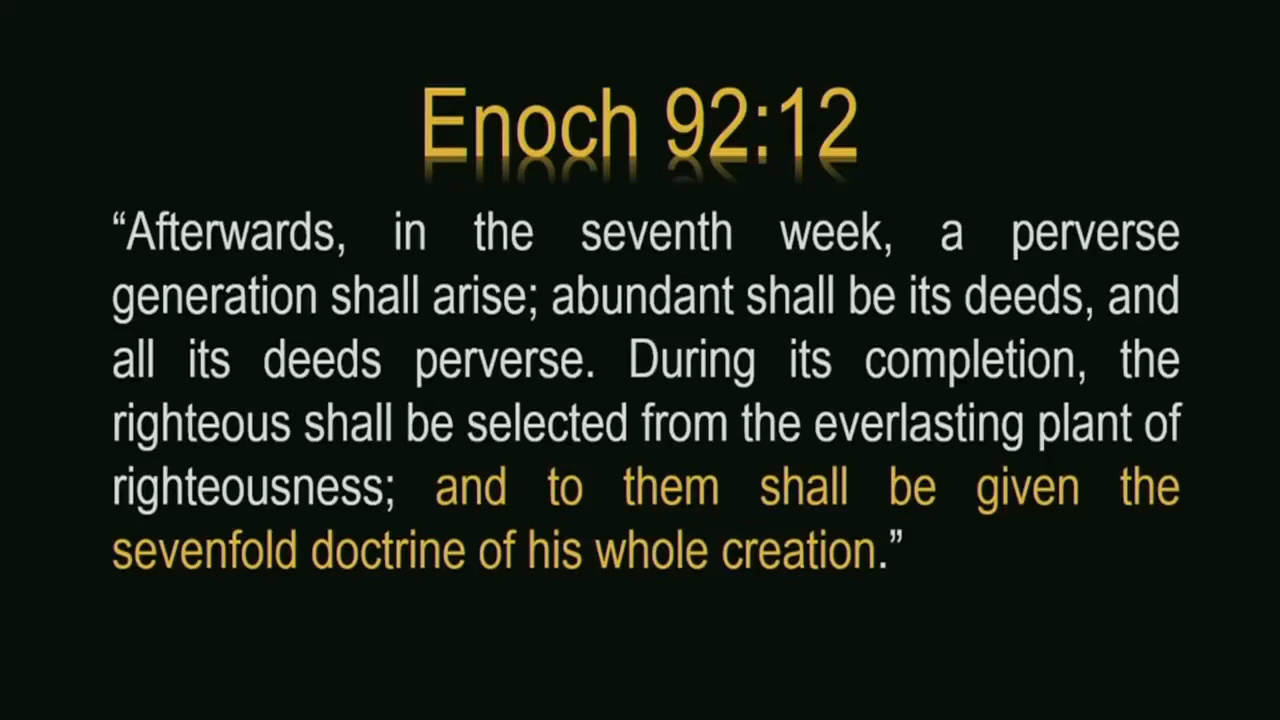 Enoch 92:12
“Afterwards, in the seventh week, a perverse
generation shall arise; abundant shall be its deeds, and
all its deeds perverse. During its completion, the
righteous shall be selected from the everlasting plant of
righteousness; and to them shall be given the
sevenfold doctrine of his whole creation.”